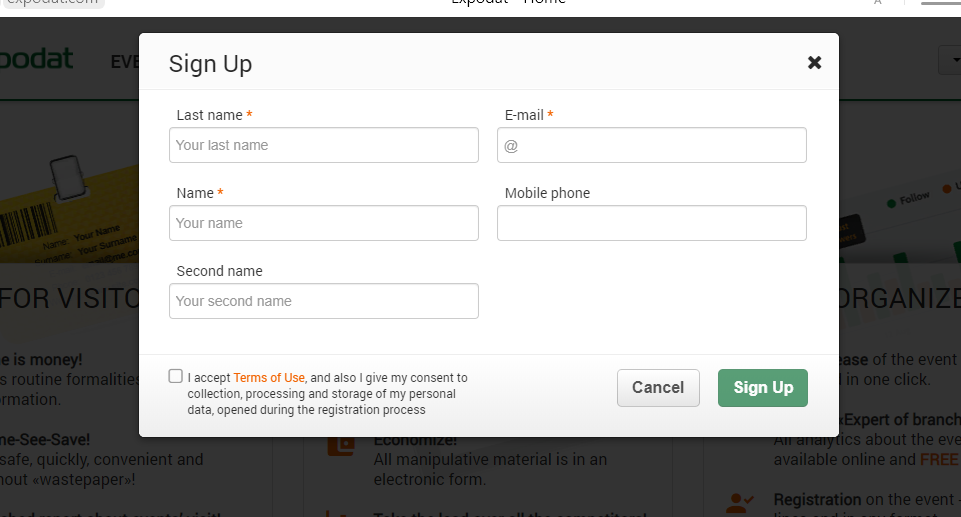 Sign Up
Last name *
Your last name
E-mail *
@
Name *
Your name
Mobile phone
Second name
Your second name
I accept Terms of Use, and also I give my consent to
collection, processing and storage of my personal
data, opened during the registration process
Cancel
Sign Up
FOR VISITO
e is money!
s routine formalities
ormation.
ne-See-Save!
safe, quickly, convenient and
hout «wastepaper»!
Economize!
All manipulative material is in an
electronic form.
ORGANIZE
ease of the event
l in one click.
xExpert of branch
All analytics about the eve
available online and FREE
Registration on the event
Name: Your Name
Your Surname
Follow
podat
EVE